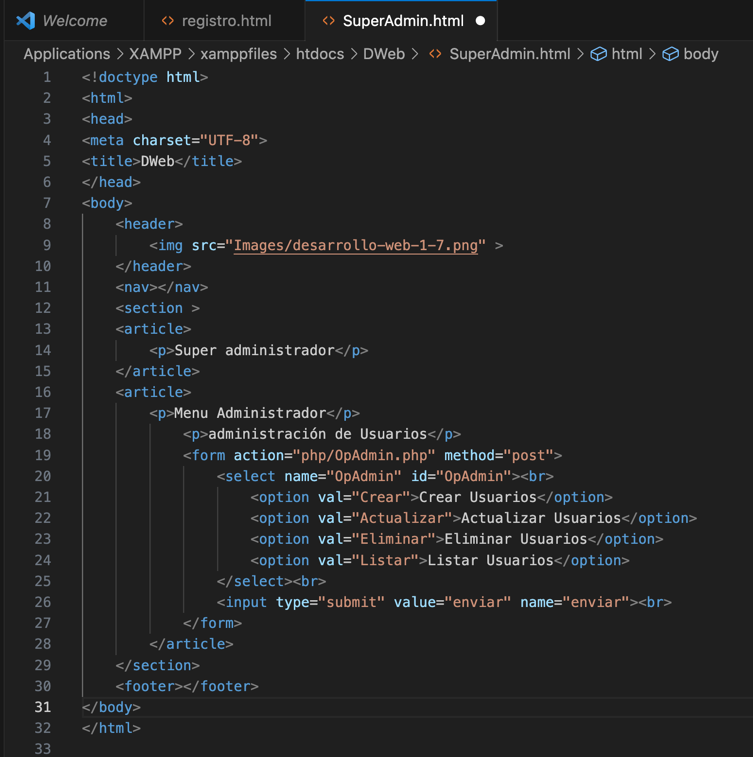 Welcome registro.html SuperAdmin.html
Applications > XAMPP > xamppfiles > htdocs > DWeb > SuperAdmin.html > html > body
1 <!doctype html>
2 <html>
3 <head>
4 <meta charset="UTF-8">
5 <title>DWeb</title>
6 </head>
7 <body>
8 <header>
9 <img src="Images/desarrollo-web-1-7.png" >
10 </header>
11 <nav></nav>
12 <section >
13 <article>
14 <p>Super administrador</p>
15 </article>
16 <article>
17 <p>Menu Administrador</p>
18 <p>administración de Usuarios</p>
19 <form action="php/OpAdmin.php" method="post">
20 <select name="OpAdmin" id="OpAdmin"><br>
21 <option val="Crear">Crear Usuarios</option>
22 <option val="Actualizar">Actualizar Usuarios</option>
23 <option val="Eliminar">Eliminar Usuarios</option>
24 <option val="Listar">Listar Usuarios</option>
25 </select><br>
26 <input type="submit" value="enviar" name="enviar"><br>
27 </form>
28 </article>
29 </section>
30 <footer></footer>
31 </body>
32 </html>
33